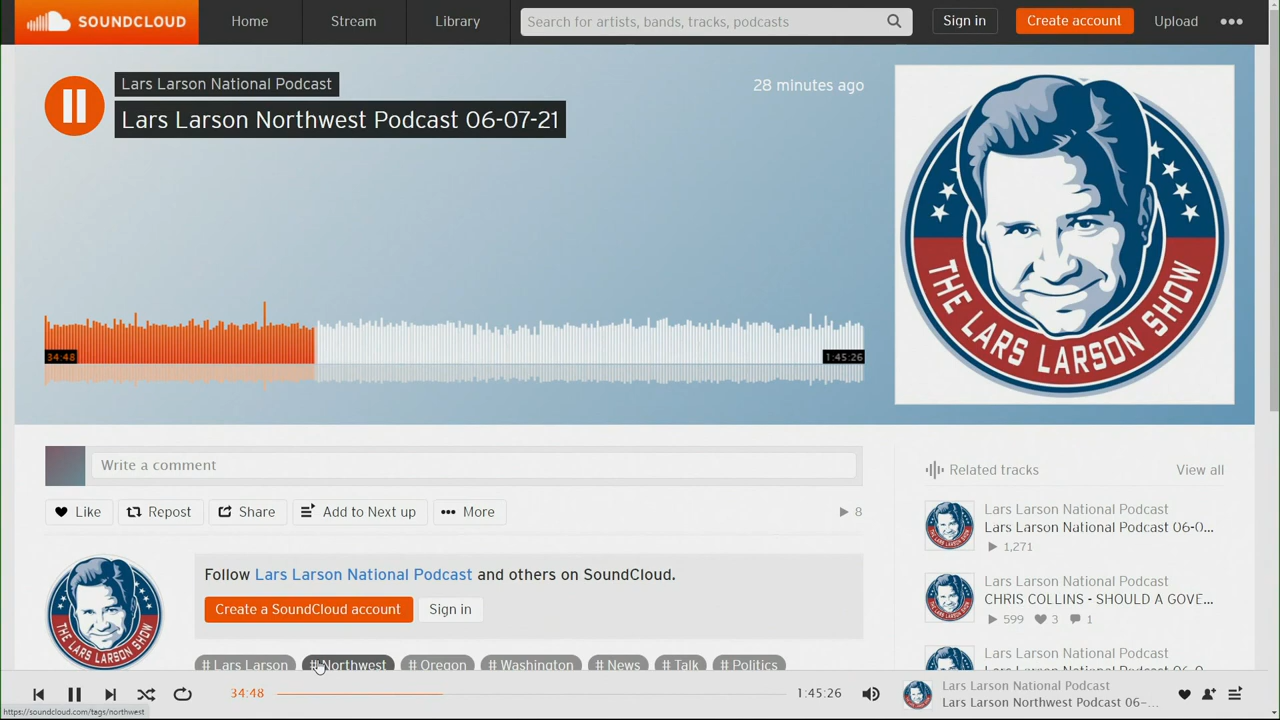 SOUNDCLOUD
Home
Stream
Library
Search for artists, bands, tracks, podcasts
Sign in
Create account
Upload
Lars Larson National Podcast
28 minutes ago
Lars Larson Northwest Podcast 06-07-21
THE LARS LARSON SHOW
34:48
1:45:26
Write a comment
Like
Repost
Share
Add to Next up
More
8
Related tracks
View all
Lars Larson National Podcast
Lars Larson National Podcast 06-0...
1,271
Lars Larson National Podcast
CHRIS COLLINS - SHOULD A GOVE...
599
3
1
Lars Larson National Podcast
THE LARS LARSON SHOW
Follow Lars Larson National Podcast and others on SoundCloud.
Create a SoundCloud account
Sign in
# Lars Larson
# Northwest
# Oregon
# Washington
# News
# Talk
# Politics
34:48
1:45:26
Lars Larson National Podcast
Lars Larson Northwest Podcast 06-...
https://soundcloud.com/tags/northwest